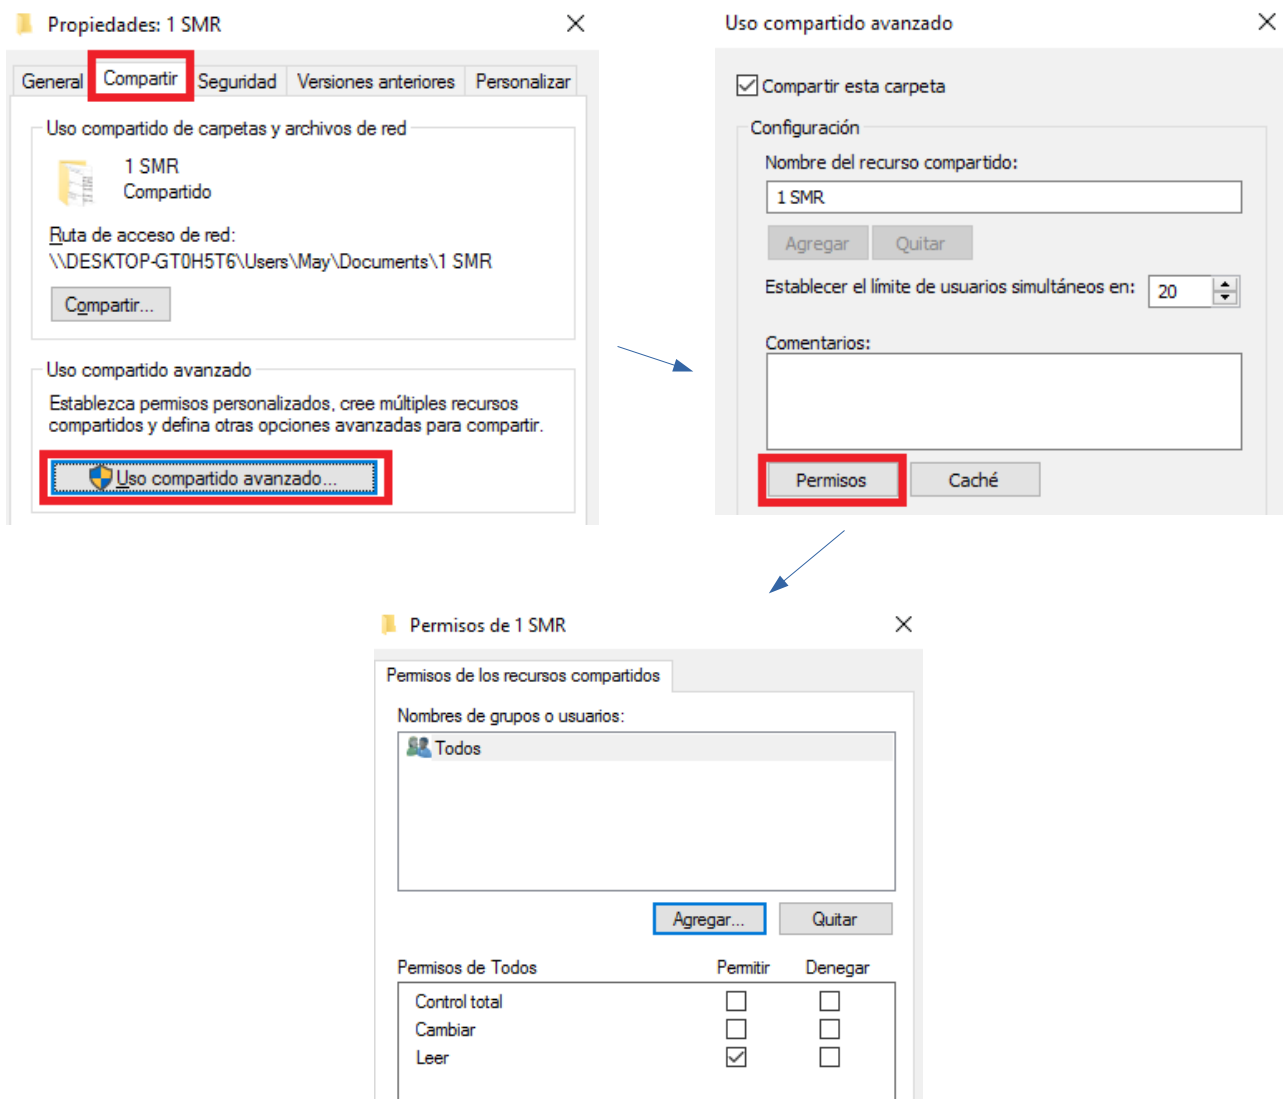 Propiedades: 1 SMR
General
Compartir
Seguridad
Versiones anteriores
Personalizar
Uso compartido de carpetas y archivos de red
1 SMR
Compartido
Ruta de acceso de red:
\\DESKTOP-GT0H5T6\Users\May\Documents\1 SMR
Compartir...
Uso compartido avanzado
Establezca permisos personalizados, cree múltiples recursos
compartidos y defina otras opciones avanzadas para compartir.
Uso compartido avanzado...
Uso compartido avanzado
Compartir esta carpeta
Configuración
Nombre del recurso compartido:
1 SMR
Agregar
Quitar
Establecer el límite de usuarios simultáneos en:
20
Comentarios:
Permisos
Caché
Permisos de 1 SMR
Permisos de los recursos compartidos
Nombres de grupos o usuarios:
Todos
Agregar...
Quitar
Permisos de Todos
Permitir
Denegar
Control total
Cambiar
Leer